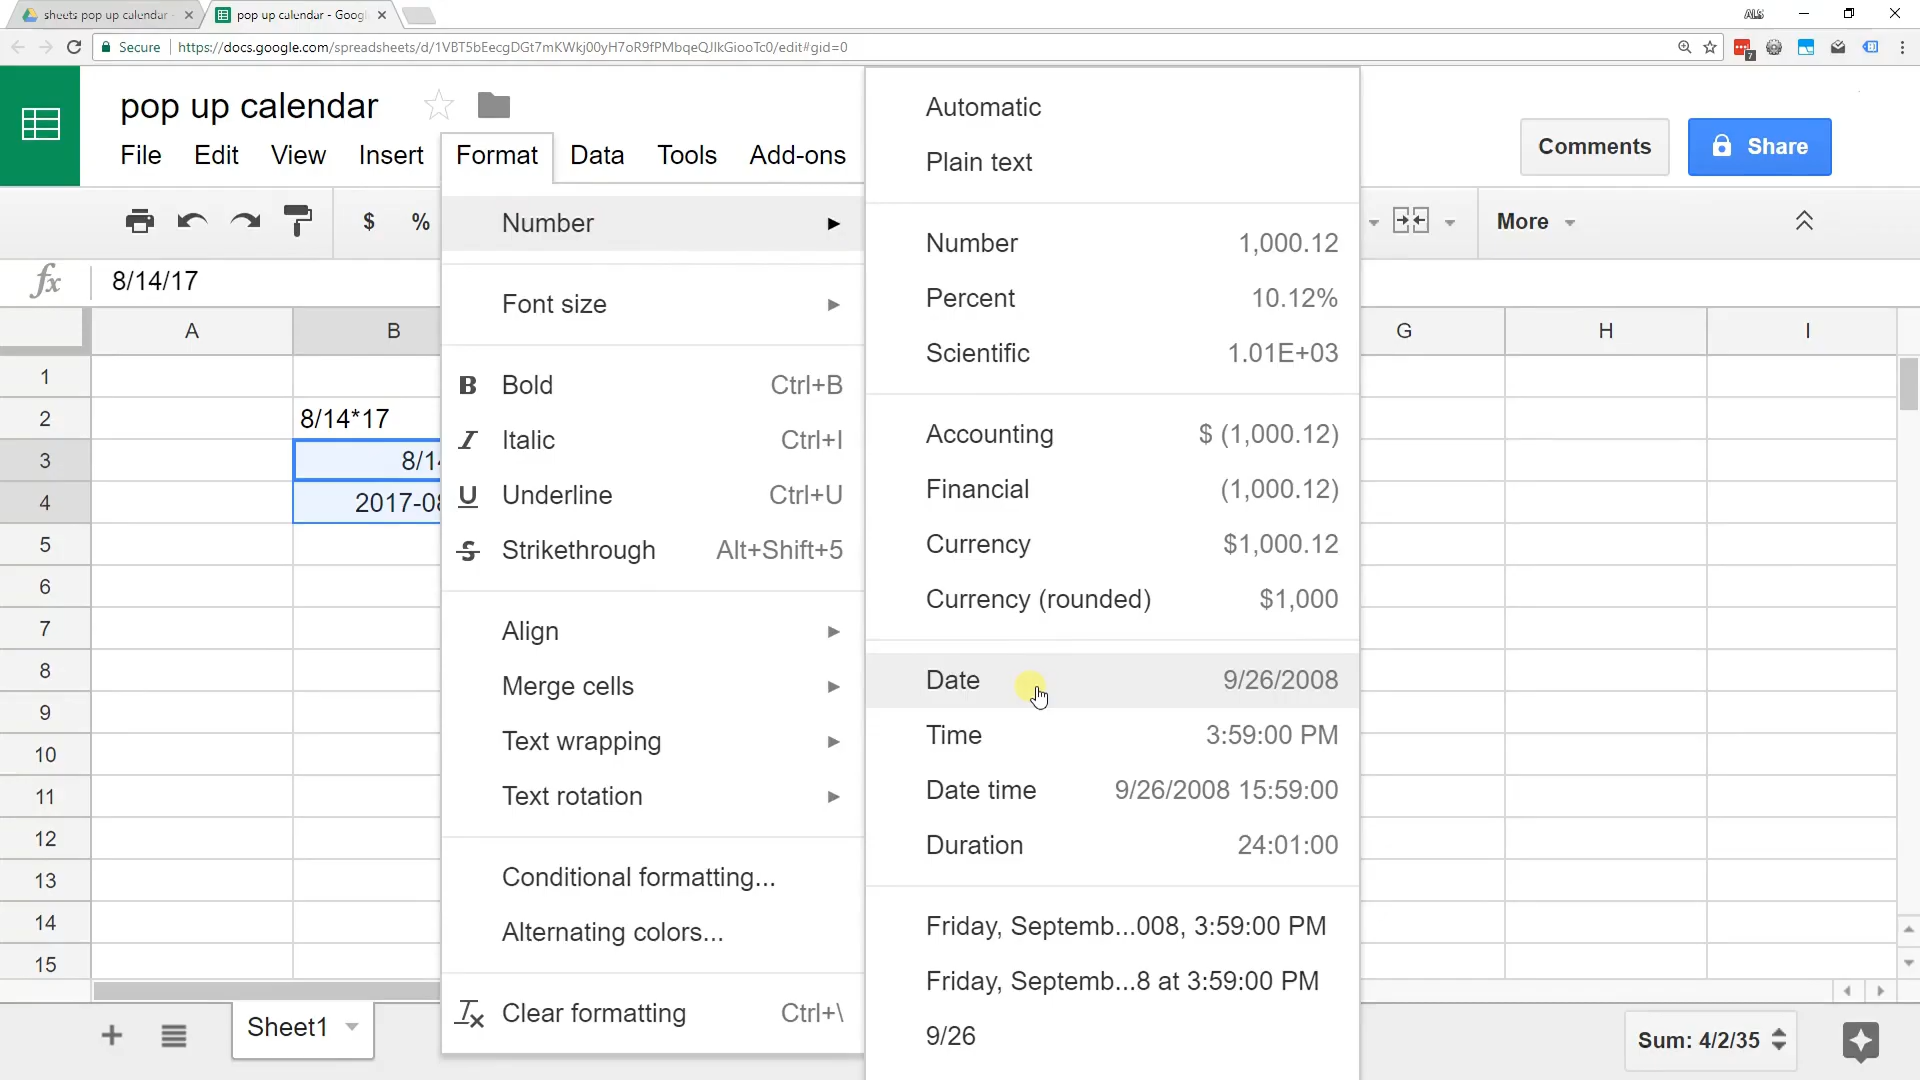 sheets pop up calendar
pop up calendar - Googl
ALS
Secure
https://docs.google.com/spreadsheets/d/1VBT5bEecgDGt7mKWkj00yH7oR9fPMbqeQJIkGiooTc0/edit#gid=0
7
pop up calendar
File Edit View Insert Format Data Tools Add-ons
Comments
Share
$ %
More
fx 8/14/17
A B G H I
1
2 8/14*17
3 8/14
4 2017-08
5
6
7
8
9
10
11
12
13
14
15
Number
Font size
B Bold Ctrl+B
I Italic Ctrl+I
U Underline Ctrl+U
S Strikethrough Alt+Shift+5
Align
Merge cells
Text wrapping
Text rotation
Conditional formatting...
Alternating colors...
Clear formatting Ctrl+\
Automatic
Plain text
Number 1,000.12
Percent 10.12%
Scientific 1.01E+03
Accounting $ (1,000.12)
Financial (1,000.12)
Currency $1,000.12
Currency (rounded) $1,000
Date 9/26/2008
Time 3:59:00 PM
Date time 9/26/2008 15:59:00
Duration 24:01:00
Friday, Septemb...008, 3:59:00 PM
Friday, Septemb...8 at 3:59:00 PM
9/26
Sheet1
Sum: 4/2/35